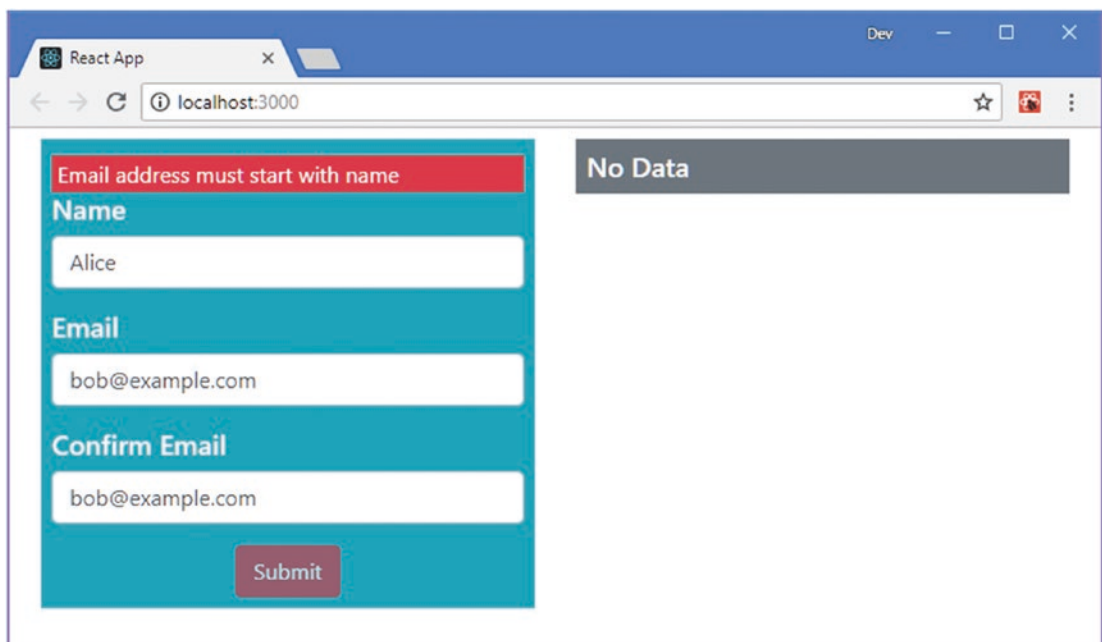 Dev
React App
localhost:3000
Email address must start with name
Name
Alice
Email
bob@example.com
Confirm Email
bob@example.com
Submit
No Data